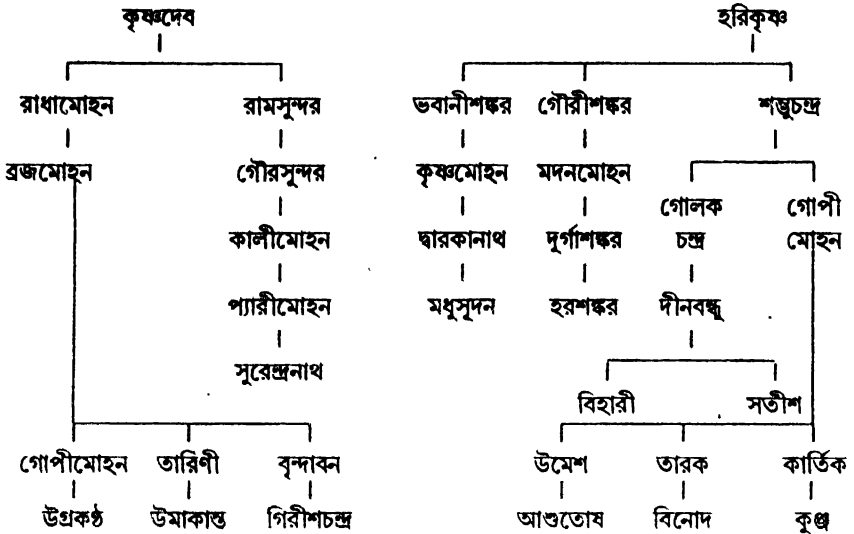 কৃষ্ণদেব হরিকৃষ্ণ
রাধামোহন রামসুন্দর ভবানীশঙ্কর গৌরীশঙ্কর শম্ভুচন্দ্র
ব্রজমোহন গৌরসুন্দর কৃষ্ণমোহন মদনমোহন
গোলক গোপী
কালীমোহন দ্বারকানাথ দুর্গাশঙ্কর চন্দ্র মোহন
প্যারীমোহন মধুসূদন হরশঙ্কর দীনবন্ধু
সুরেন্দ্রনাথ
বিহারী সতীশ
গোপীমোহন তারিণী বৃন্দাবন উমেশ তারক কার্তিক
উগ্রকণ্ঠ উমাকান্ত গিরীশচন্দ্র আশুতোষ বিনোদ কুঞ্জ